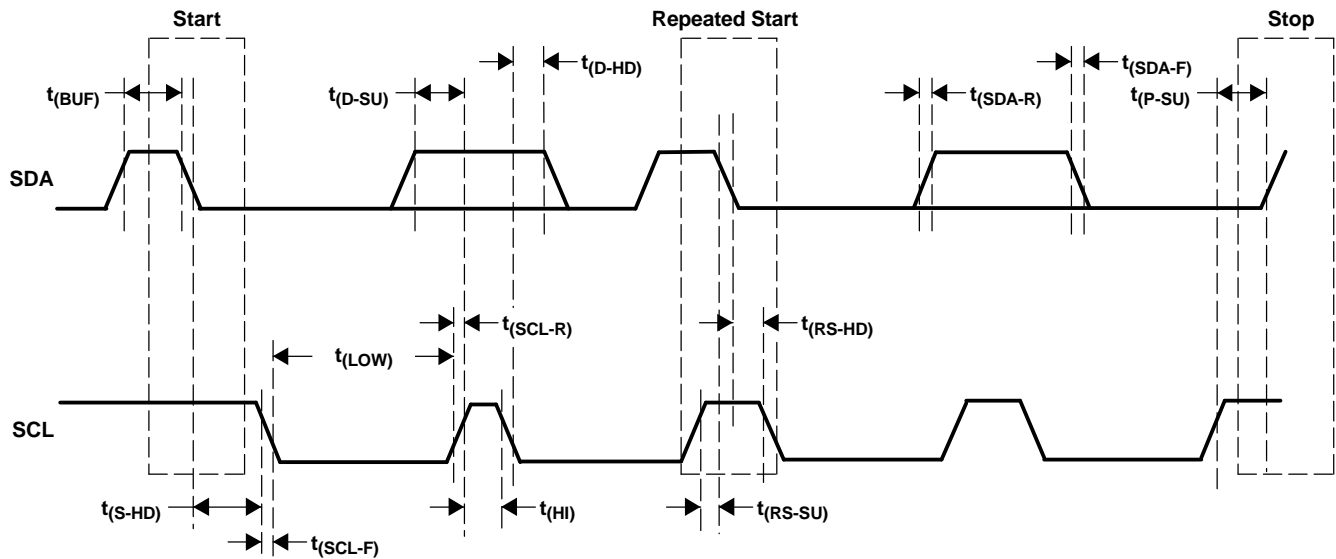 Start
Repeated Start
Stop
t(BUF)
t(D-SU)
t(D-HD)
t(SDA-R)
t(SDA-F)
t(P-SU)
SDA
t(SCL-R)
t(RS-HD)
t(LOW)
SCL
t(S-HD)
t(HI)
t(RS-SU)
t(SCL-F)